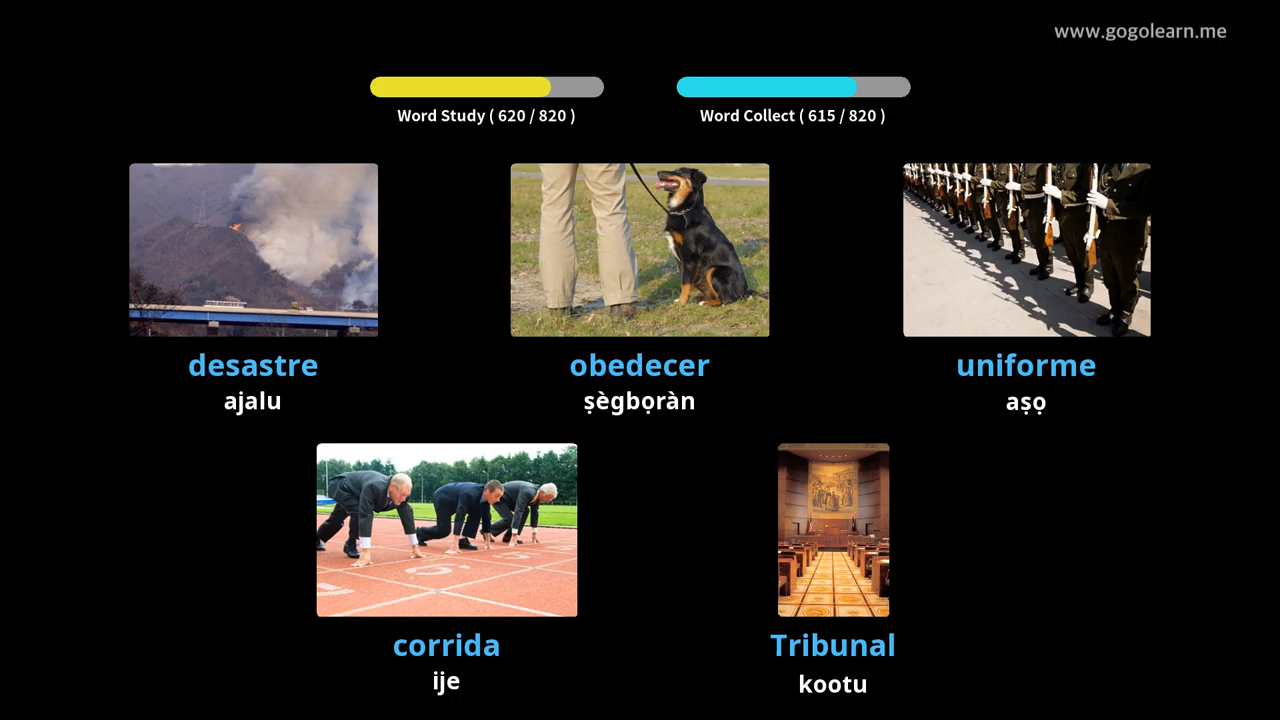 www.gogolearn.me
Word Study ( 620 / 820 )
Word Collect ( 615 / 820 )
desastre
ajalu
obedecer
ṣègbọràn
uniforme
aṣọ
corrida
ije
Tribunal
kootu